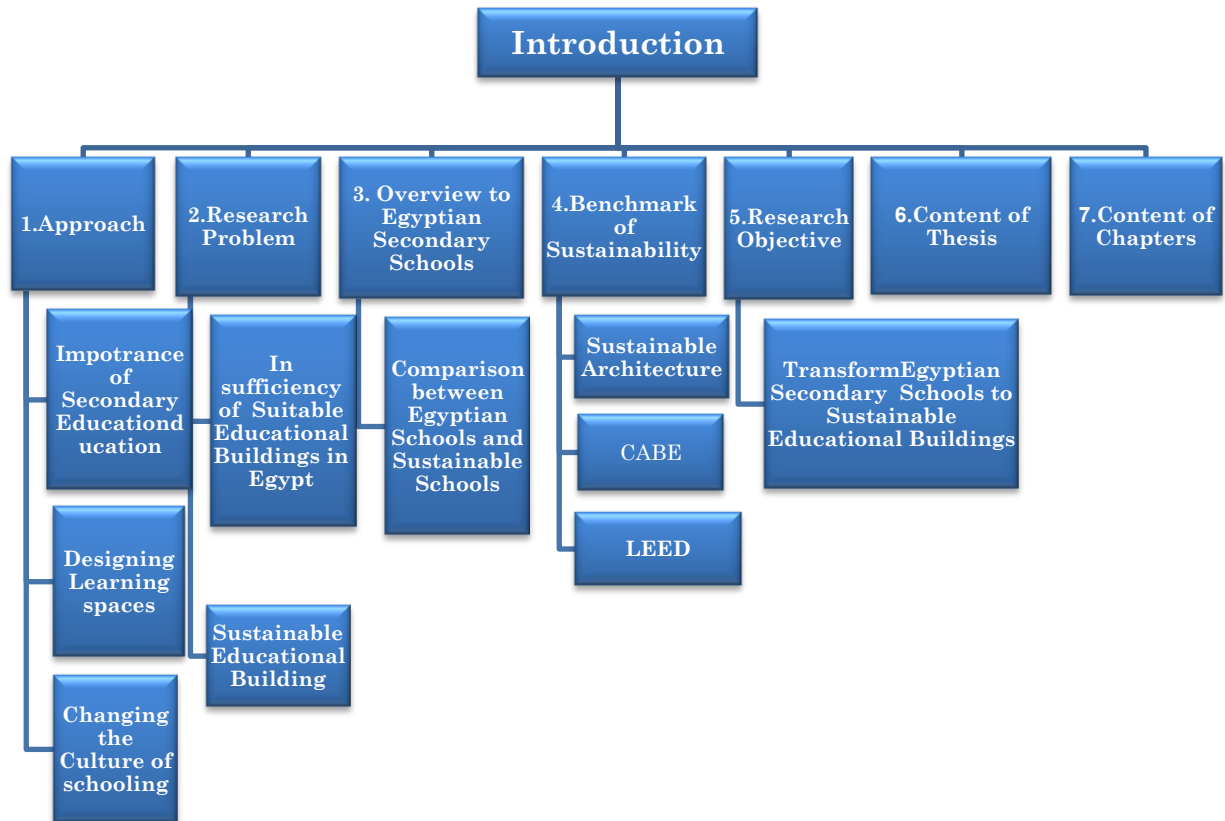 Introduction
1.Approach
Impotrance
of
Secondary
Educationd
ucation
Designing
Learning
spaces
Changing
the
Culture of
schooling
2.Research
Problem
In
sufficiency
of Suitable
Educational
Buildings in
Egypt
Sustainable
Educational
Building
3. Overview to
Egyptian
Secondary
Schools
Comparison
between
Egyptian
Schools and
Sustainable
Schools
4.Benchmark
of
Sustainability
Sustainable
Architecture
CABE
LEED
5.Research
Objective
TransformEgyptian
Secondary Schools to
Sustainable
Educational Buildings
6.Content of
Thesis
7.Content of
Chapters